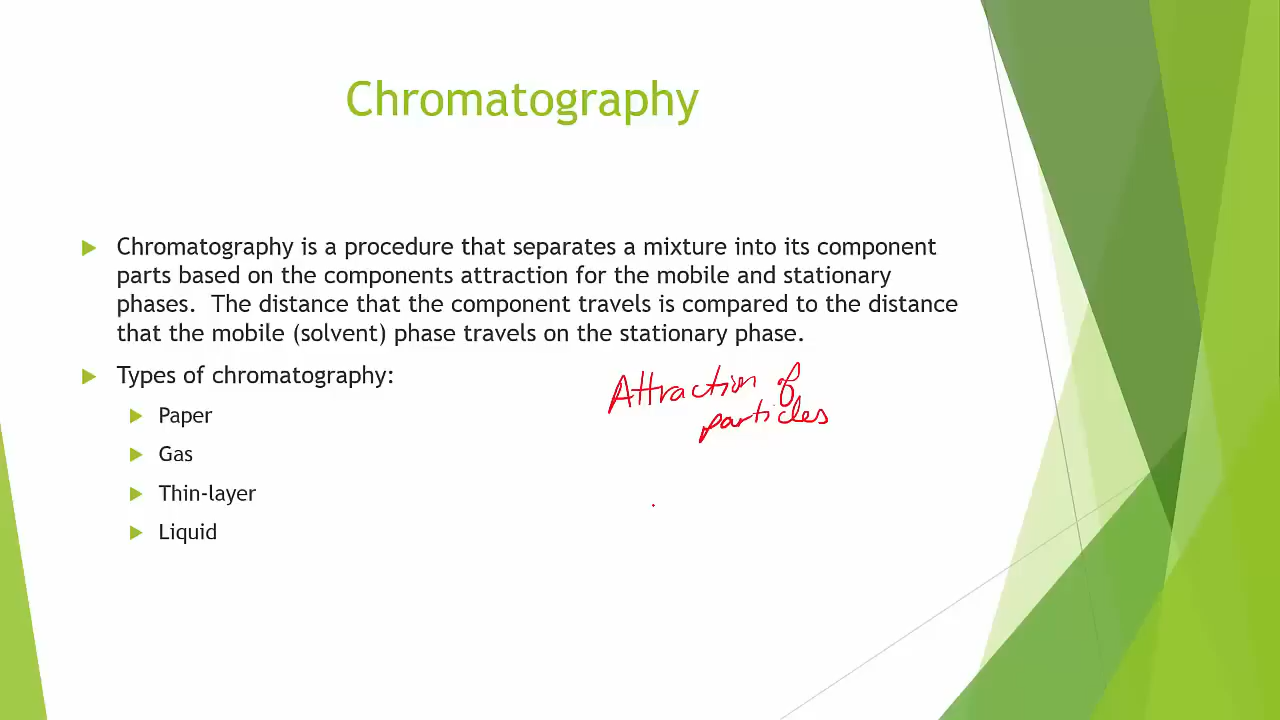 Chromatography
Chromatography is a procedure that separates a mixture into its component
parts based on the components attraction for the mobile and stationary
phases. The distance that the component travels is compared to the distance
that the mobile (solvent) phase travels on the stationary phase.
Types of chromatography:
Paper
Gas
Thin-layer
Liquid
Attraction of
particles